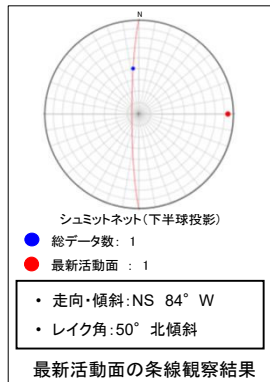 N
シュミットネット(下半球投影)
総データ数: 1
最新活動面 : 1
• 走向・傾斜:NS 84° W
• レイク角:50° 北傾斜
最新活動面の条線観察結果